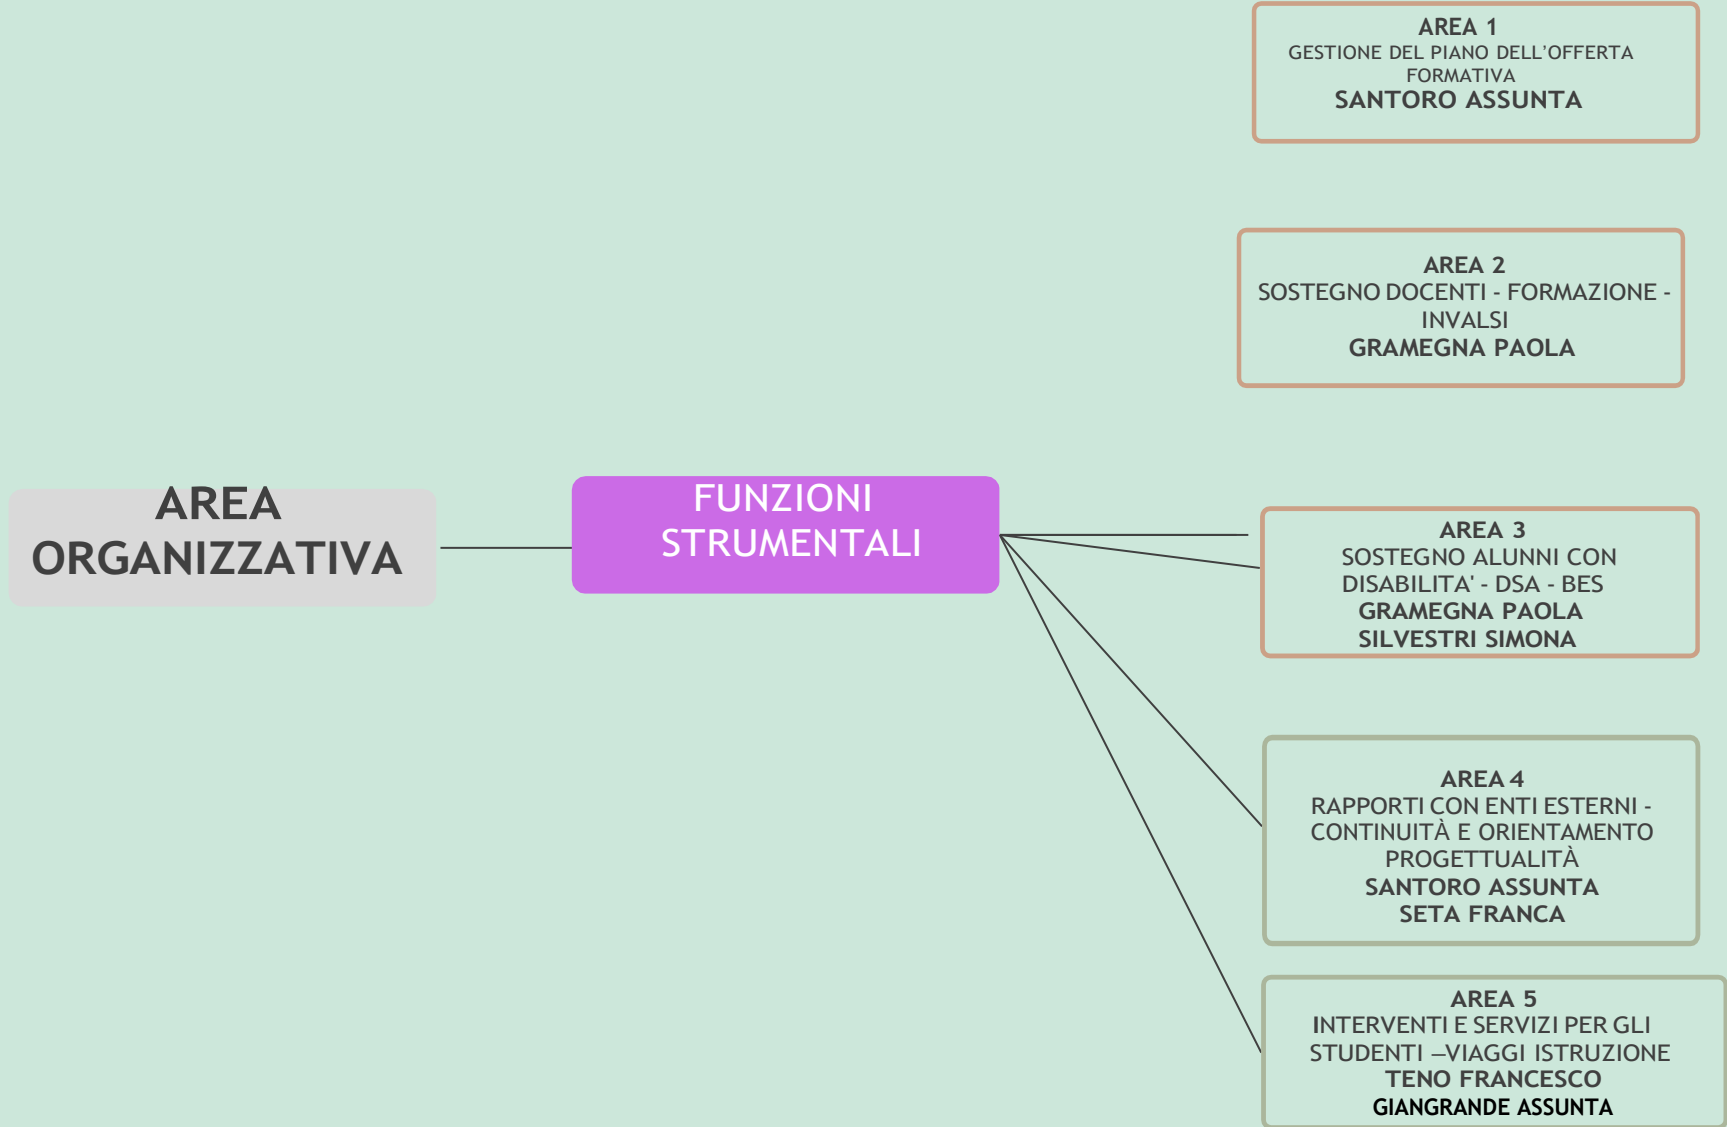 AREA 1
GESTIONE DEL PIANO DELL'OFFERTA
FORMATIVA
SANTORO ASSUNTA
AREA 2
SOSTEGNO DOCENTI - FORMAZIONE -
INVALSI
GRAMEGNA PAOLA
AREA
ORGANIZZATIVA
FUNZIONI
STRUMENTALI
AREA 3
SOSTEGNO ALUNNI CON
DISABILITA' - DSA - BES
GRAMEGNA PAOLA
SILVESTRI SIMONA
AREA 4
RAPPORTI CON ENTI ESTERNI -
CONTINUITÀ E ORIENTAMENTO
PROGETTUALITÀ
SANTORO ASSUNTA
SETA FRANCA
AREA 5
INTERVENTI E SERVIZI PER GLI
STUDENTI –VIAGGI ISTRUZIONE
TENO FRANCESCO
GIANGRANDE ASSUNTA